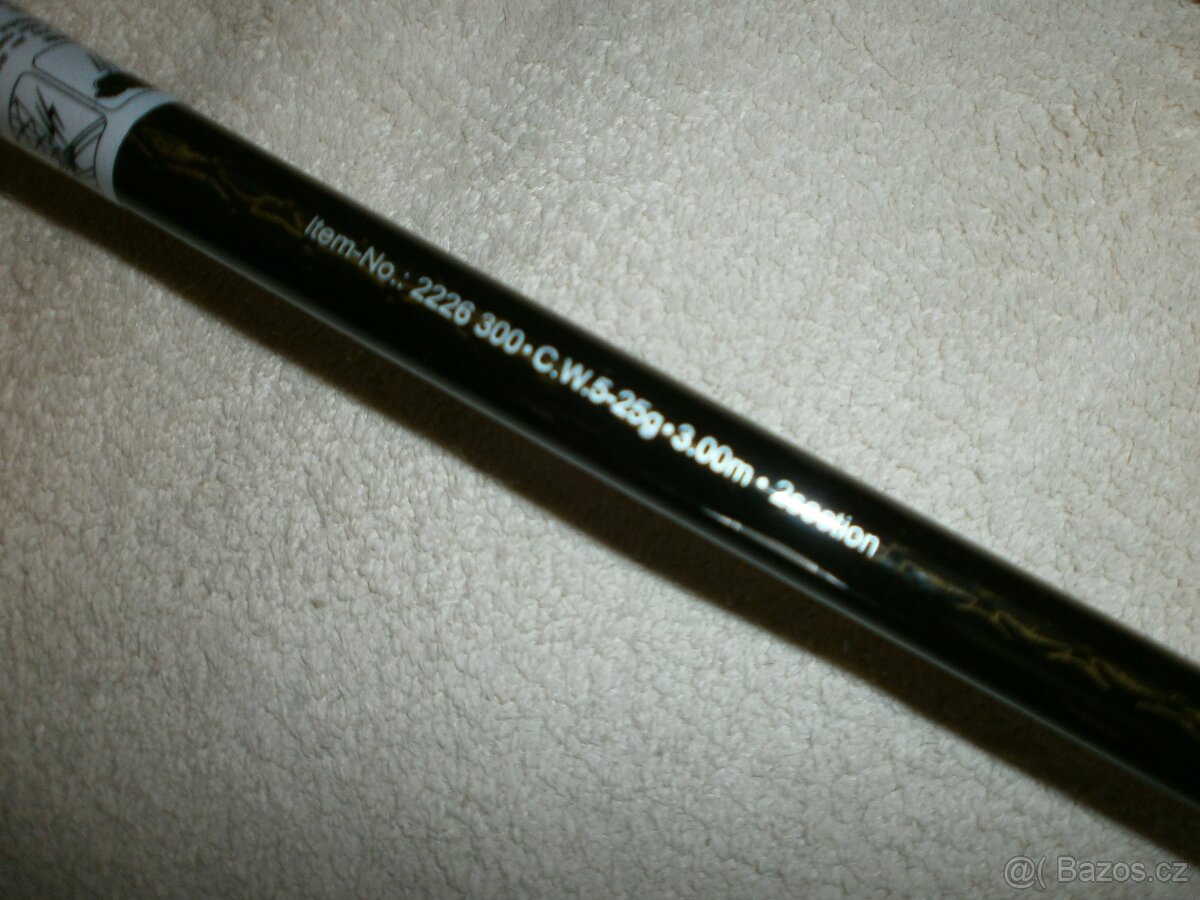 item-No.: 2226 300•C.W.5-25g•3.00m•2section
@( Bazos.cz